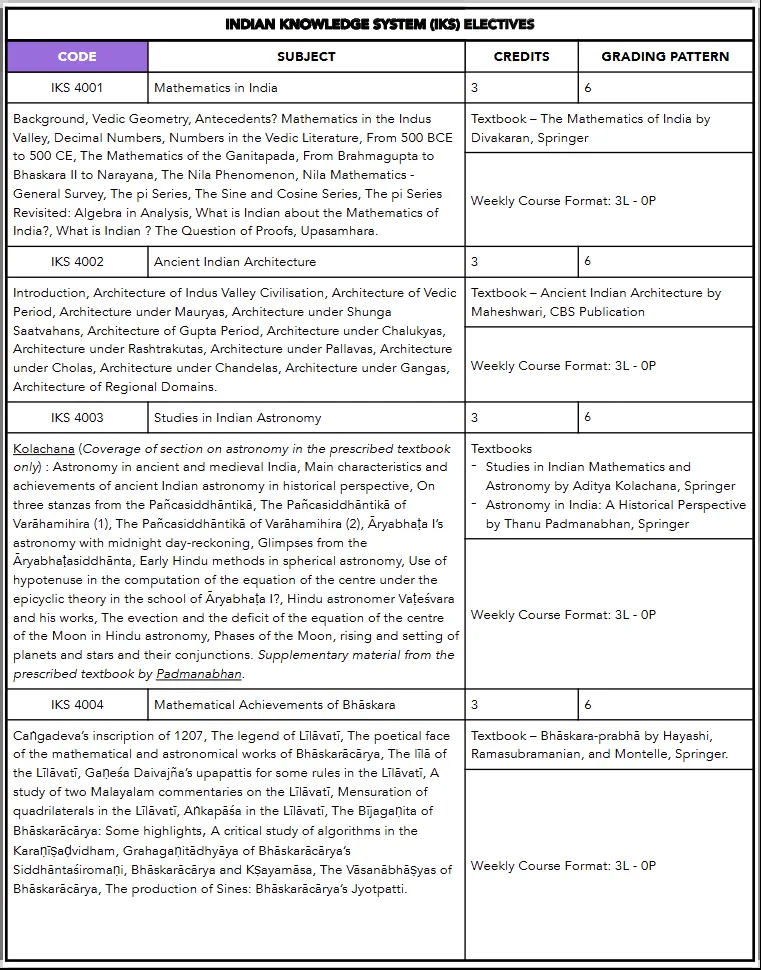 INDIAN KNOWLEDGE SYSTEM (IKS) ELECTIVES
CODE SUBJECT CREDITS GRADING PATTERN
IKS 4001 Mathematics in India 3 6
Background, Vedic Geometry, Antecedents? Mathematics in the Indus
Valley, Decimal Numbers, Numbers in the Vedic Literature, From 500 BCE
to 500 CE, The Mathematics of the Ganitapada, From Brahmagupta to
Bhaskara II to Narayana, The Nila Phenomenon, Nila Mathematics -
General Survey, The pi Series, The Sine and Cosine Series, The pi Series
Revisited: Algebra in Analysis, What is Indian about the Mathematics of
India?, What is Indian ? The Question of Proofs, Upasamhara.
Textbook – The Mathematics of India by
Divakaran, Springer
Weekly Course Format: 3L - 0P
IKS 4002 Ancient Indian Architecture 3 6
Introduction, Architecture of Indus Valley Civilisation, Architecture of Vedic
Period, Architecture under Mauryas, Architecture under Shunga
Saatvahans, Architecture of Gupta Period, Architecture under Chalukyas,
Architecture under Rashtrakutas, Architecture under Pallavas, Architecture
under Cholas, Architecture under Chandelas, Architecture under Gangas,
Architecture of Regional Domains.
Textbook – Ancient Indian Architecture by
Maheshwari, CBS Publication
Weekly Course Format: 3L - 0P
IKS 4003 Studies in Indian Astronomy 3 6
Kolachana (Coverage of section on astronomy in the prescribed textbook
only) : Astronomy in ancient and medieval India, Main characteristics and
achievements of ancient Indian astronomy in historical perspective, On
three stanzas from the Pañcasiddhāntikā, The Pañcasiddhāntikā of
Varāhamihira (1), The Pañcasiddhāntikā of Varāhamihira (2), Āryabhaṭa I's
astronomy with midnight day-reckoning, Glimpses from the
Āryabhaṭasiddhānta, Early Hindu methods in spherical astronomy, Use of
hypotenuse in the computation of the equation of the centre under the
epicyclic theory in the school of Āryabhaṭa I?, Hindu astronomer Vaṭeśvara
and his works, The evection and the deficit of the equation of the centre
of the Moon in Hindu astronomy, Phases of the Moon, rising and setting of
planets and stars and their conjunctions. Supplementary material from the
prescribed textbook by Padmanabhan.
Textbooks
- Studies in Indian Mathematics and
Astronomy by Aditya Kolachana, Springer
- Astronomy in India: A Historical Perspective
by Thanu Padmanabhan, Springer
Weekly Course Format: 3L - 0P
IKS 4004 Mathematical Achievements of Bhāskara 3 6
Caṅgadeva's inscription of 1207, The legend of Līlāvatī, The poetical face
of the mathematical and astronomical works of Bhāskarācārya, The līlā of
the Līlāvatī, Gaṇeśa Daivajña's upapattis for some rules in the Līlāvatī, A
study of two Malayalam commentaries on the Līlāvatī, Mensuration of
quadrilaterals in the Līlāvatī, Aṅkapāśa in the Līlāvatī, The Bījagaṇita of
Bhāskarācārya: Some highlights, A critical study of algorithms in the
Karaṇīṣaḍvidham, Grahagaṇitādhyāya of Bhāskarācārya's
Siddhāntaśiromaṇi, Bhāskarācārya and Kṣayamāsa, The Vāsanābhāṣyas of
Bhāskarācārya, The production of Sines: Bhāskarācārya's Jyotpatti.
Textbook – Bhāskara-prabhā by Hayashi,
Ramasubramanian, and Montelle, Springer.
Weekly Course Format: 3L - 0P